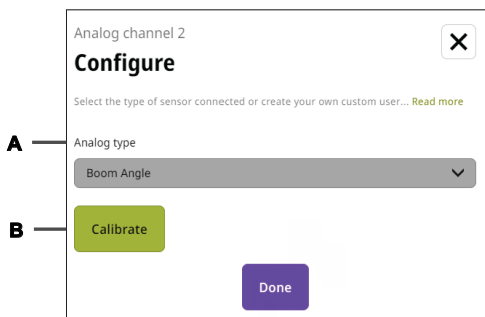 Analog channel 2
Configure
Select the type of sensor connected or create your own custom user... Read more
A
Analog type
Boom Angle
B
Calibrate
Done